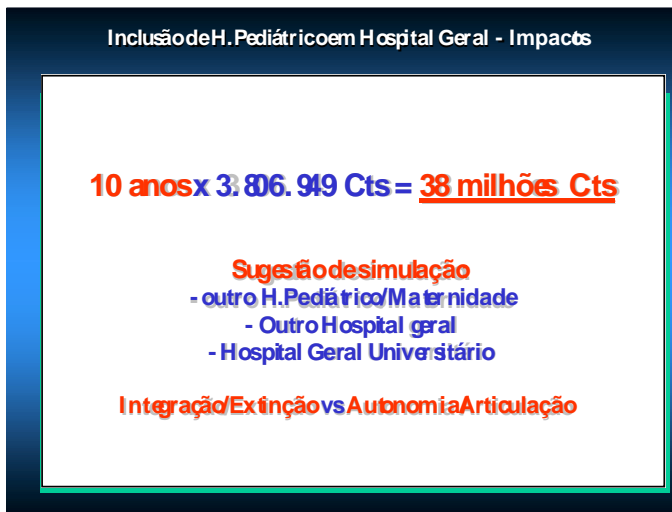 Inclusão de H. Pediátrico em Hospital Geral - Impactos
10 anos x 3.806.949 Cts = 38 milhões Cts
Sugestão de simulação
- outro H.Pediátrico/Maternidade
- Outro Hospital geral
- Hospital Geral Universitário
Integração/Extinção vs Autonomia/Articulação